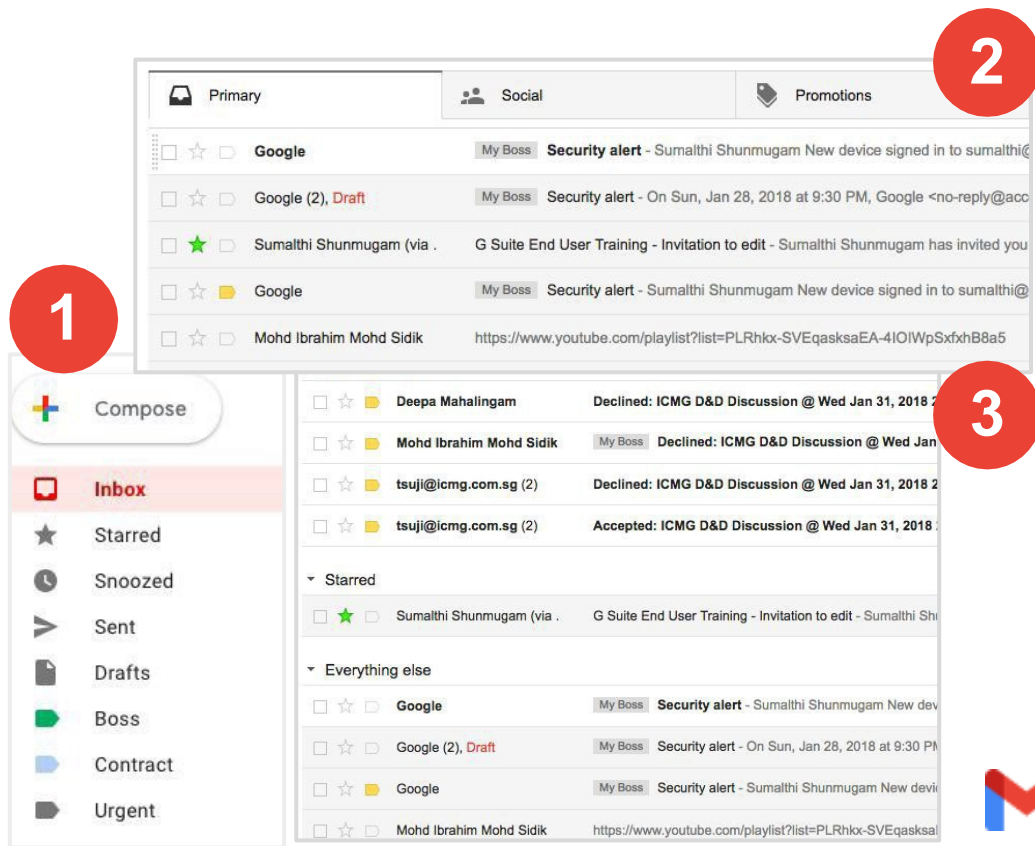 2
Primary Social Promotions
Google My Boss Security alert - Sumalthi Shunmugam New device signed in to sumalthi@
Google (2), Draft My Boss Security alert - On Sun, Jan 28, 2018 at 9:30 PM, Google <no-reply@acc
Sumalthi Shunmugam (via . G Suite End User Training - Invitation to edit - Sumalthi Shunmugam has invited you
Google My Boss Security alert - Sumalthi Shunmugam New device signed in to sumalthi@
Mohd Ibrahim Mohd Sidik https://www.youtube.com/playlist?list=PLRhkx-SVEqasksaEA-4IOIWpSxfxhB8a5
1
Compose
Inbox
Starred
Snoozed
Sent
Drafts
Boss
Contract
Urgent
3
Deepa Mahalingam Declined: ICMG D&D Discussion @ Wed Jan 31, 2018 2
Mohd Ibrahim Mohd Sidik My Boss Declined: ICMG D&D Discussion @ Wed Jan
tsuji@icmg.com.sg (2) Declined: ICMG D&D Discussion @ Wed Jan 31, 2018 2
tsuji@icmg.com.sg (2) Accepted: ICMG D&D Discussion @ Wed Jan 31, 2018
Starred
Sumalthi Shunmugam (via . G Suite End User Training - Invitation to edit - Sumalthi Sh
Everything else
Google My Boss Security alert - Sumalthi Shunmugam New dev
Google (2), Draft My Boss Security alert - On Sun, Jan 28, 2018 at 9:30 PM
Google My Boss Security alert - Sumalthi Shunmugam New devi
Mohd Ibrahim Mohd Sidik https://www.youtube.com/playlist?list=PLRhkx-SVEqasksa